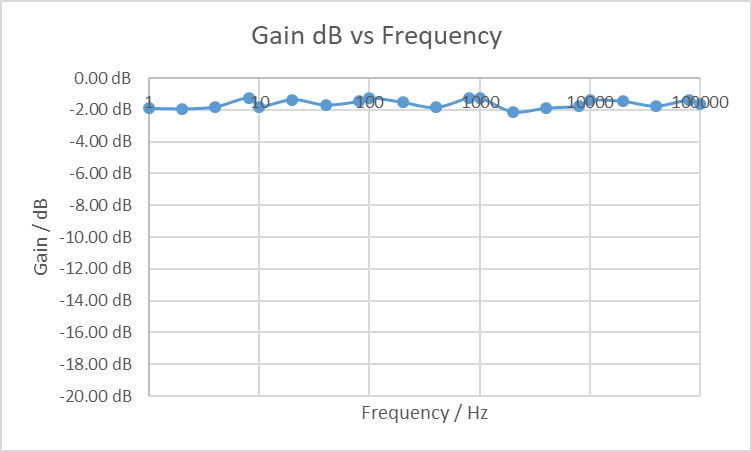 Gain dB vs Frequency
0.00 dB
1 10 100 1000 10000 100000
-2.00 dB
-4.00 dB
-6.00 dB
-8.00 dB
-10.00 dB
-12.00 dB
-14.00 dB
-16.00 dB
-18.00 dB
-20.00 dB
Gain / dB
Frequency / Hz